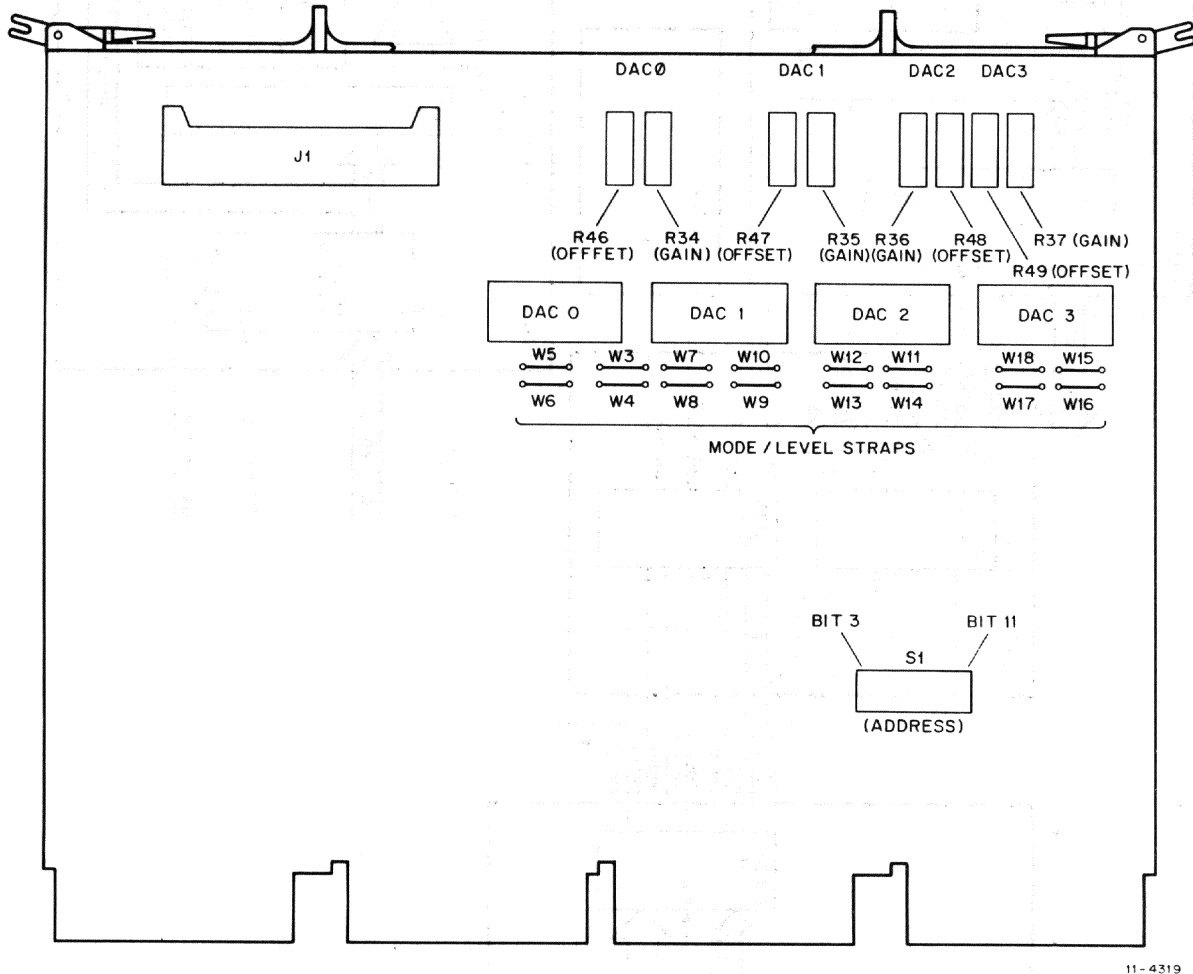 DACØ DAC1 DAC2 DAC3
J1
R46 (OFFFET)
R34 (GAIN)
R47 (OFFSET)
R35 (GAIN)
R36 (GAIN)
R48 (OFFSET)
R37 (GAIN)
R49 (OFFSET)
DAC 0 DAC 1 DAC 2 DAC 3
W5 W3 W7 W10 W12 W11 W18 W15
W6 W4 W8 W9 W13 W14 W17 W16
MODE / LEVEL STRAPS
BIT 3 BIT 11
S1
(ADDRESS)
11-4319